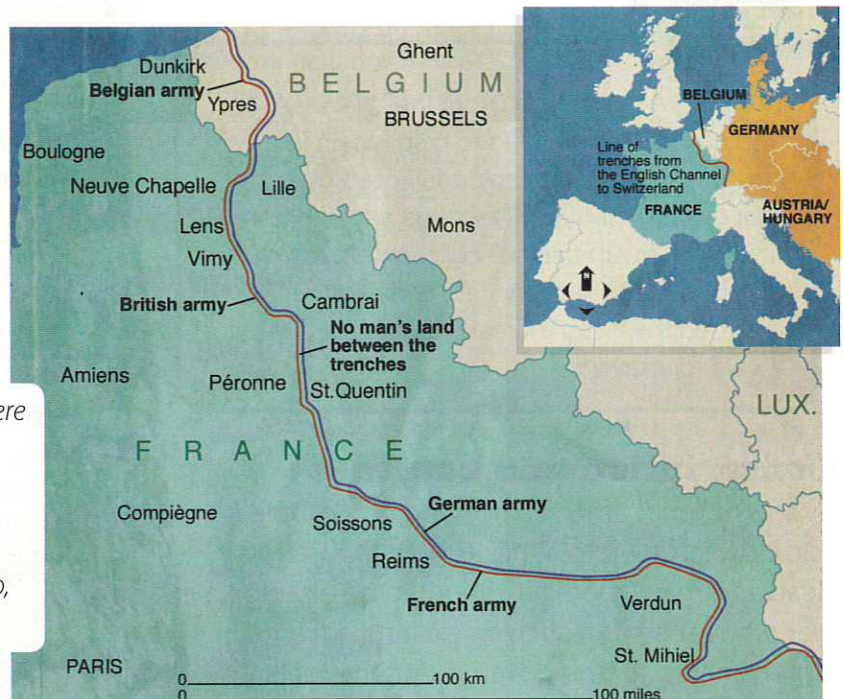 Dunkirk
Belgian army
Ypres
Ghent
BELGIUM
BRUSSELS
Boulogne
Neuve Chapelle
Lille
Lens
Vimy
Mons
British army
Cambrai
No man's land
between the
trenches
Amiens
Péronne
St.Quentin
LUX.
FRANCE
Compiègne
Soissons
German army
Reims
French army
Verdun
St. Mihiel
PARIS
0 100 km
0 100 miles
BELGIUM
GERMANY
Line of
trenches from
the English Channel
to Switzerland
FRANCE
AUSTRIA/
HUNGARY
N
ere